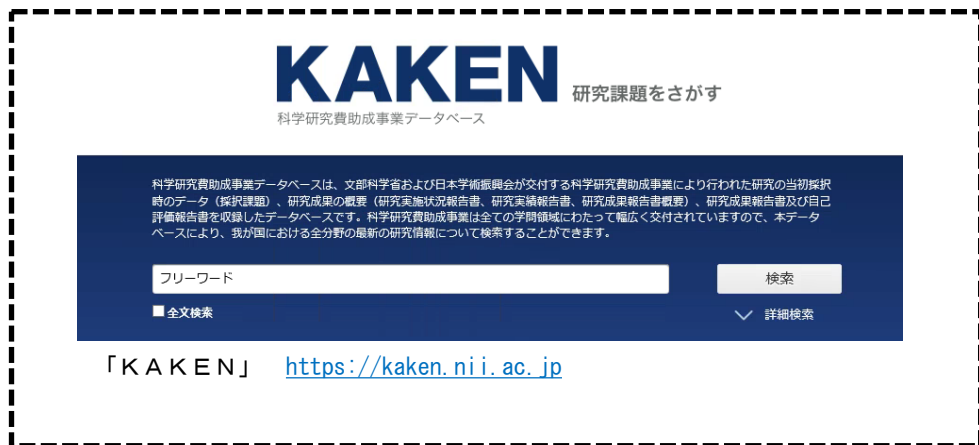 KAKEN 研究課題をさがす
科学研究費助成事業データベース
科学研究費助成事業データベースは、文部科学省および日本学術振興会が交付する科学研究費助成事業により行われた研究の当初採択
時のデータ（採択課題）、研究成果の概要（研究実施状況報告書、研究実績報告書、研究成果報告書概要）、研究成果報告書及び自己
評価報告書を収録したデータベースです。科学研究費助成事業は全ての学問領域にわたって幅広く交付されていますので、本データ
ベースにより、我が国における全分野の最新の研究情報について検索することができます。
フリーワード 検索
全文検索 詳細検索
「ＫＡＫＥＮ」 https://kaken.nii.ac.jp